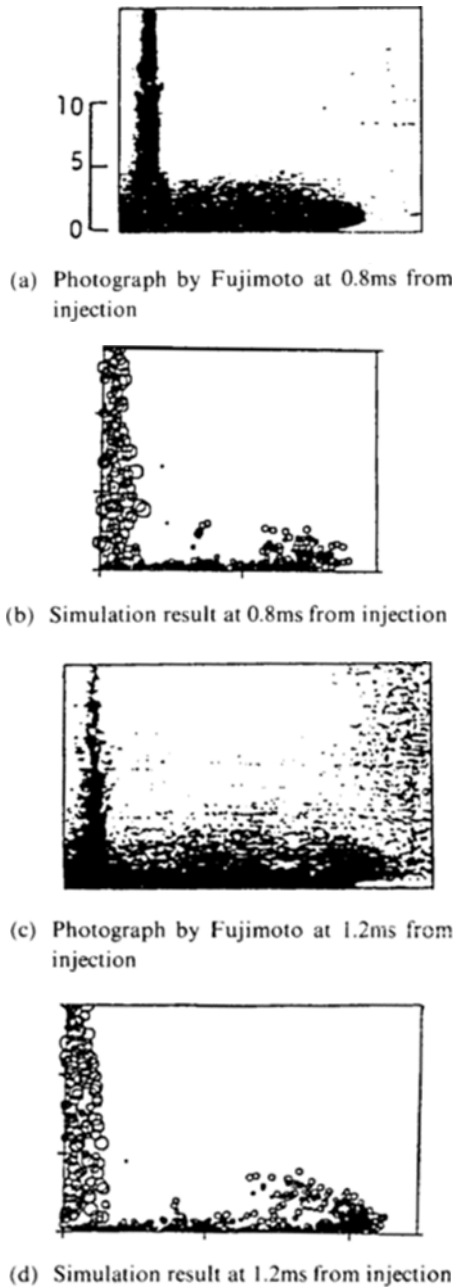 10
5
0
(a) Photograph by Fujimoto at 0.8ms from
injection
(b) Simulation result at 0.8ms from injection
(c) Photograph by Fujimoto at 1.2ms from
injection
(d) Simulation result at 1.2ms from injection